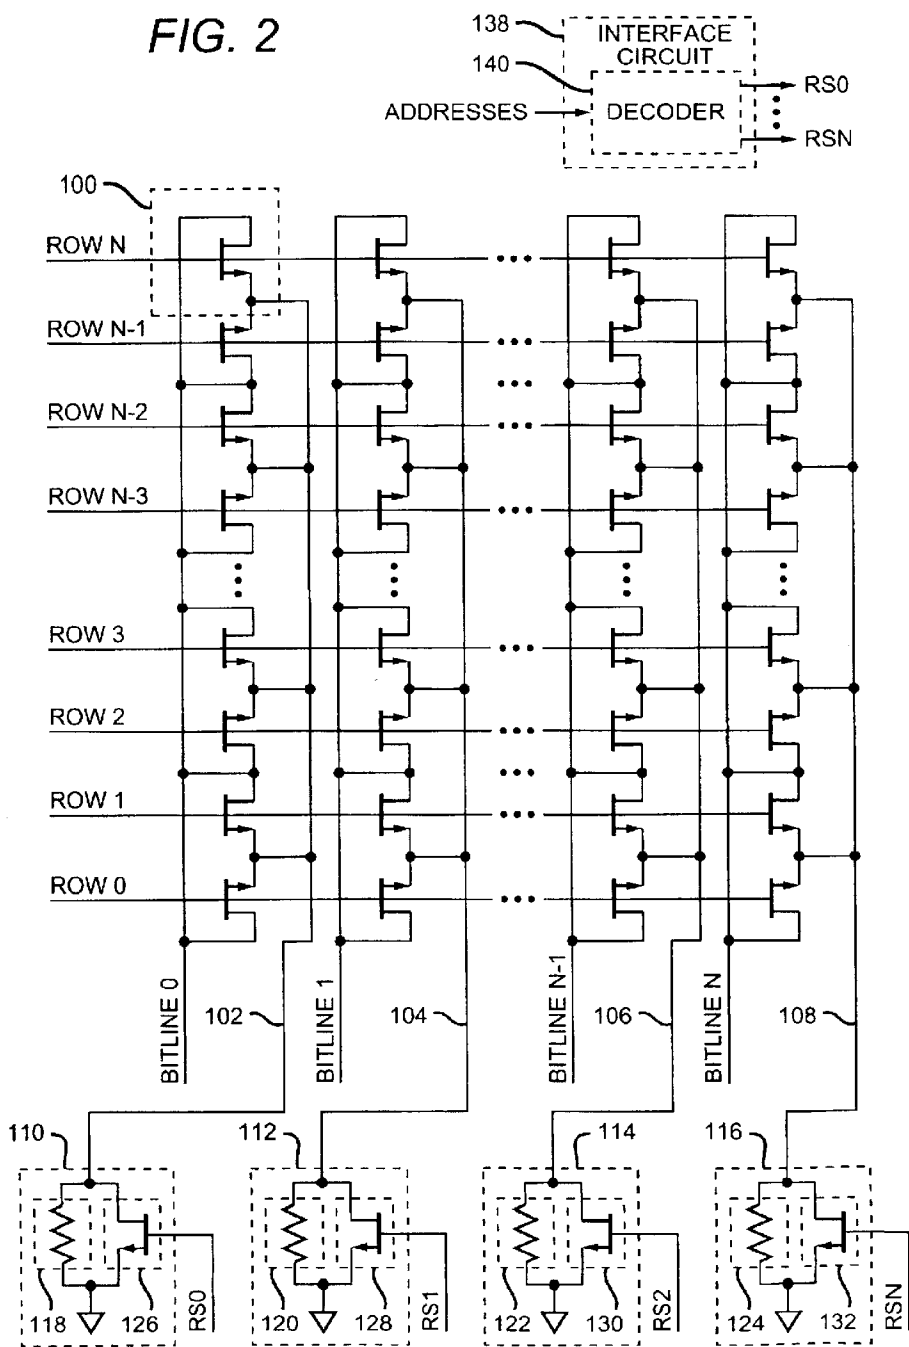 FIG. 2
138
INTERFACE
CIRCUIT
140
RS0
ADDRESSES
DECODER
RSN
100
ROW N
ROW N-1
ROW N-2
ROW N-3
ROW 3
ROW 2
ROW 1
ROW 0
BITLINE 0
102
BITLINE 1
104
BITLINE N-1
106
BITLINE N
108
110
112
114
116
118
126
RS0
120
128
RS1
122
130
RS2
124
132
RSN